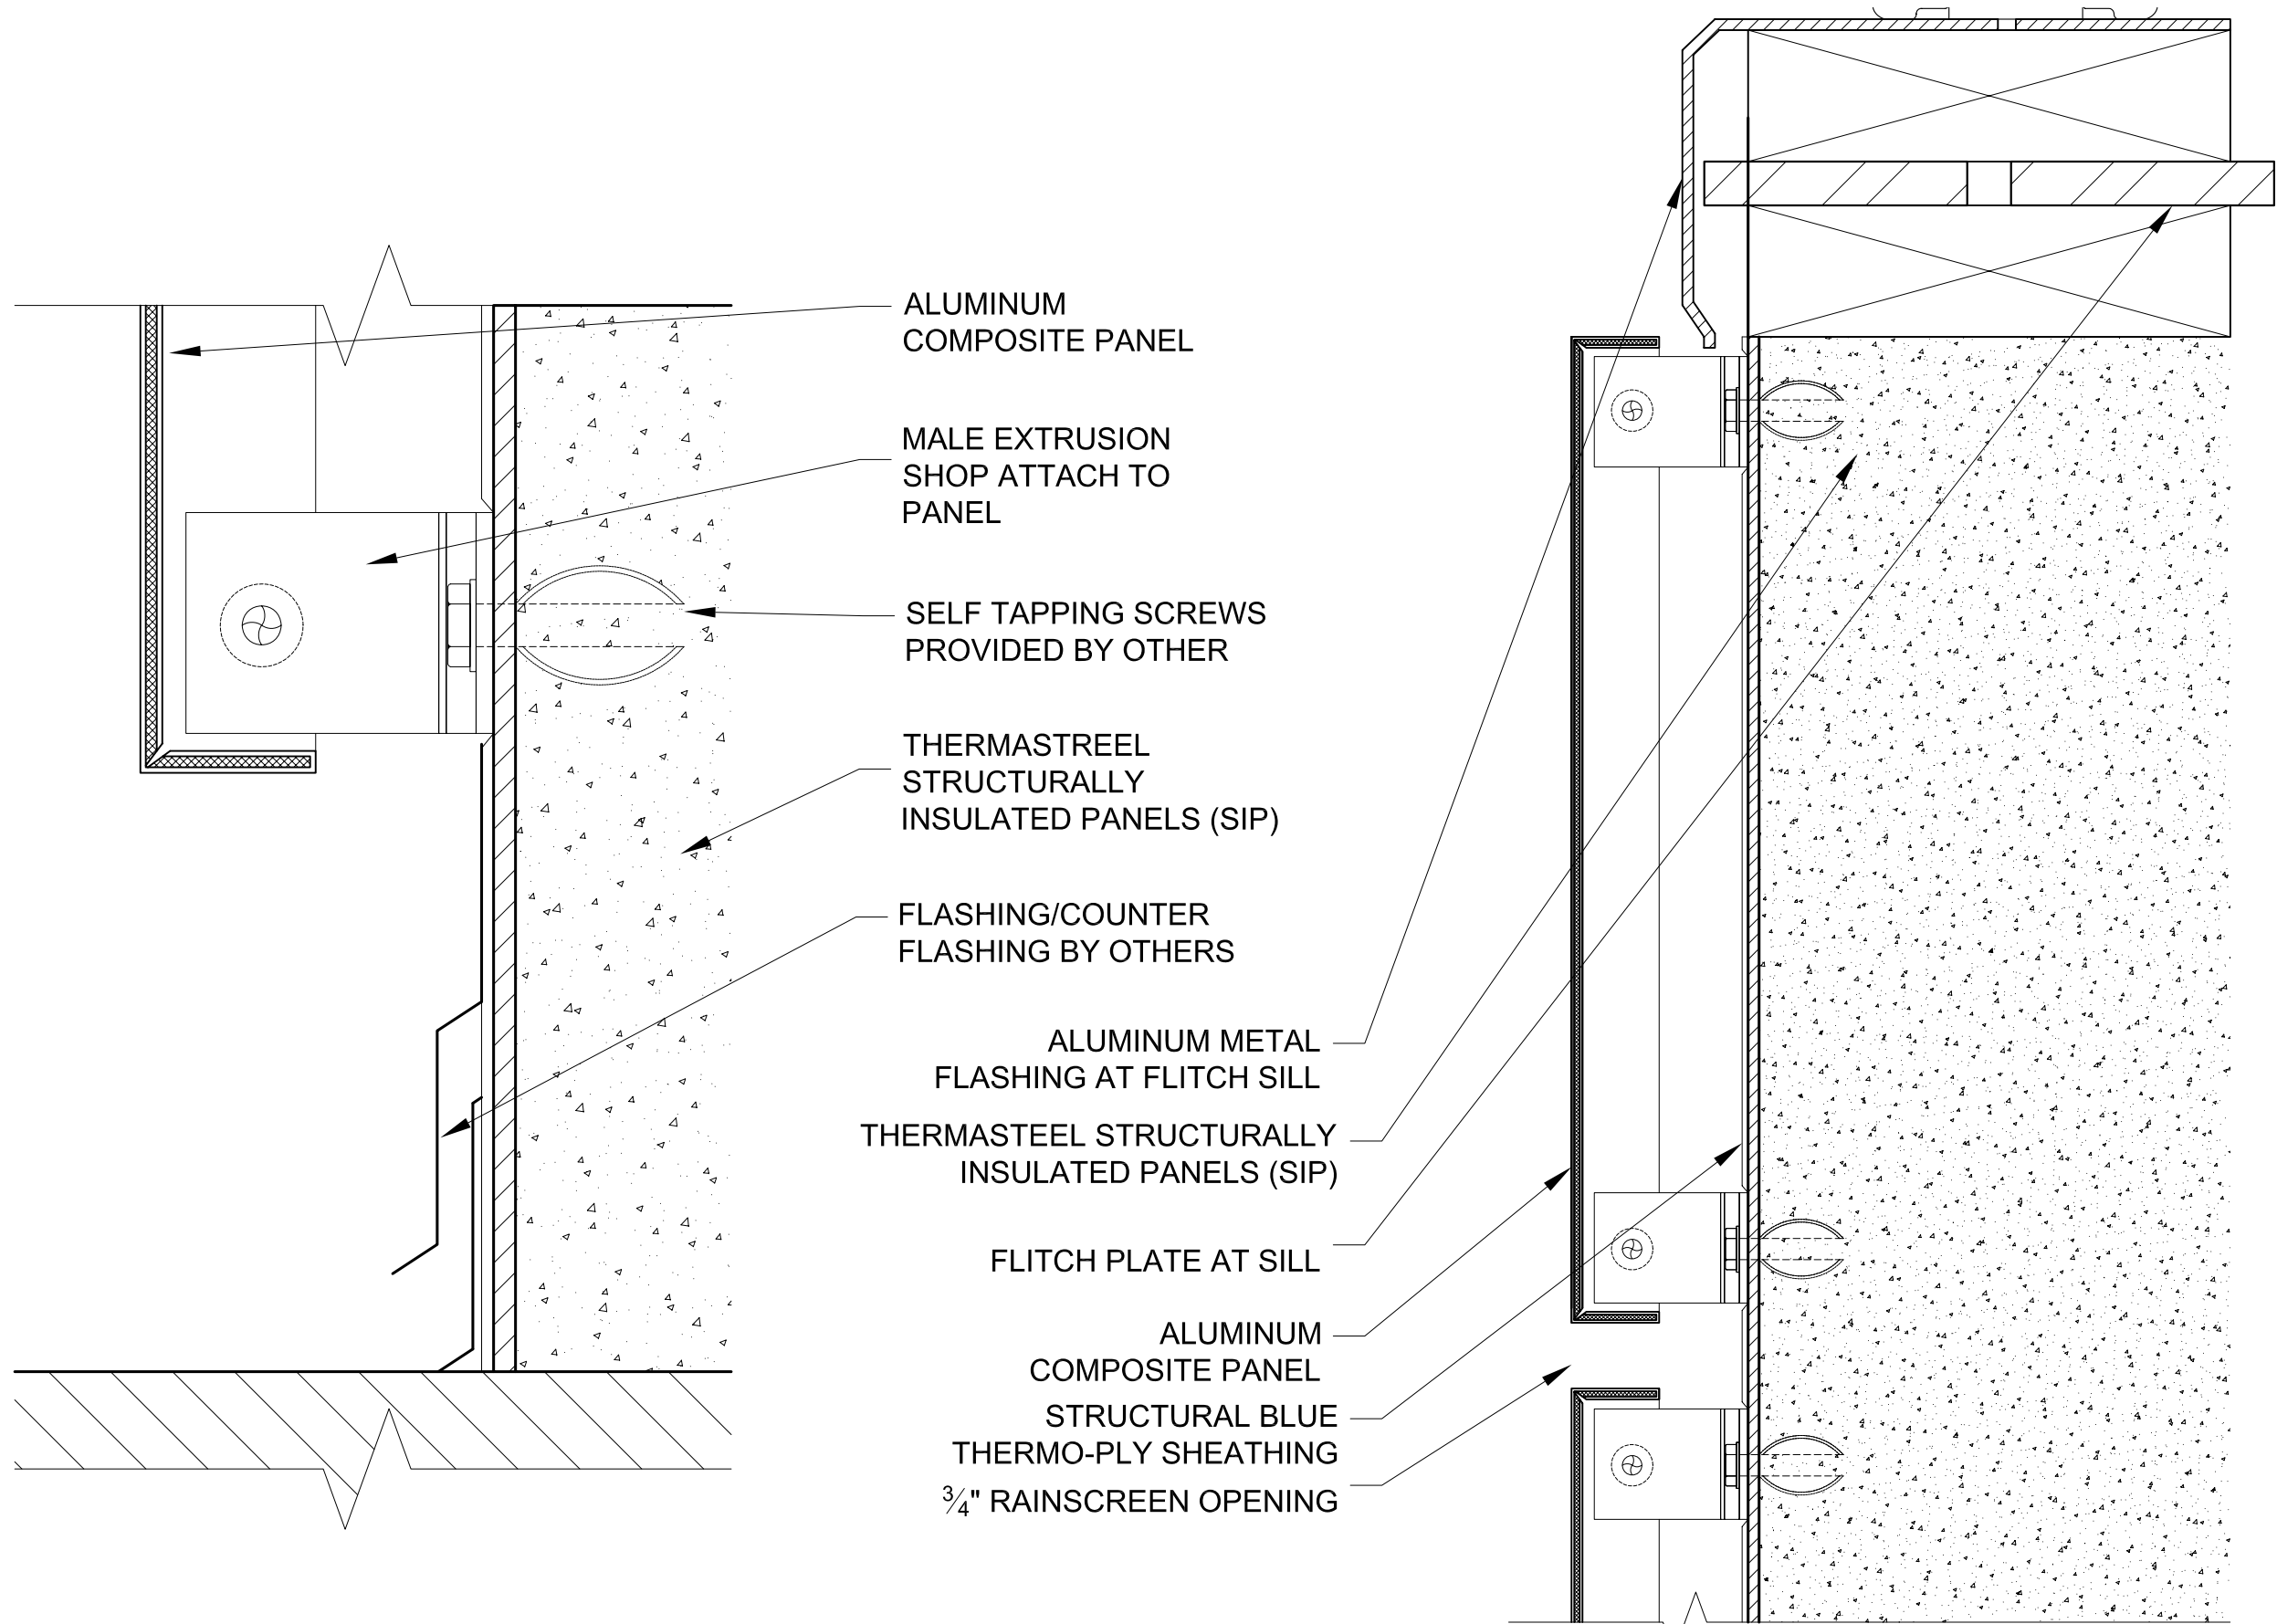 ALUMINUM
COMPOSITE PANEL
MALE EXTRUSION
SHOP ATTACH TO
PANEL
SELF TAPPING SCREWS
PROVIDED BY OTHER
THERMASTREEL
STRUCTURALLY
INSULATED PANELS (SIP)
FLASHING/COUNTER
FLASHING BY OTHERS
ALUMINUM METAL
FLASHING AT FLITCH SILL
THERMASTEEL STRUCTURALLY
INSULATED PANELS (SIP)
FLITCH PLATE AT SILL
ALUMINUM
COMPOSITE PANEL
STRUCTURAL BLUE
THERMO-PLY SHEATHING
3/4" RAINSCREEN OPENING